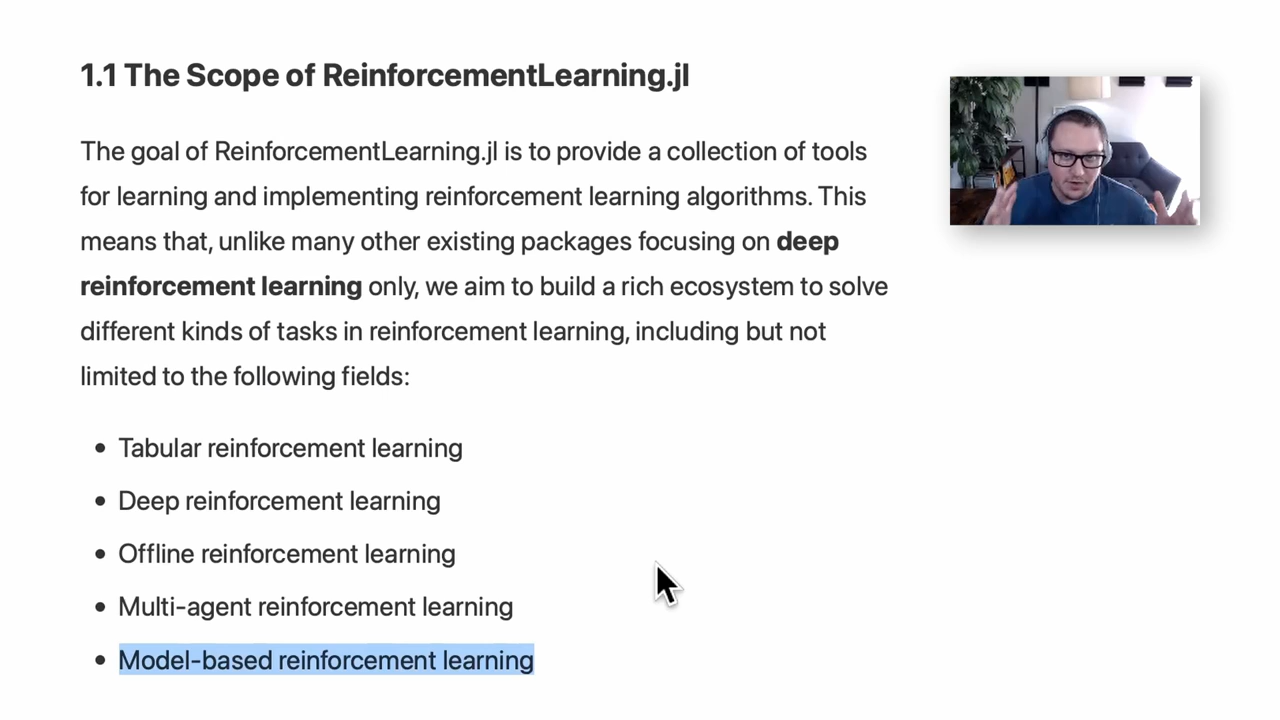 1.1 The Scope of ReinforcementLearning.jl
The goal of ReinforcementLearning.jl is to provide a collection of tools
for learning and implementing reinforcement learning algorithms. This
means that, unlike many other existing packages focusing on deep
reinforcement learning only, we aim to build a rich ecosystem to solve
different kinds of tasks in reinforcement learning, including but not
limited to the following fields:
• Tabular reinforcement learning
• Deep reinforcement learning
• Offline reinforcement learning
• Multi-agent reinforcement learning
• Model-based reinforcement learning